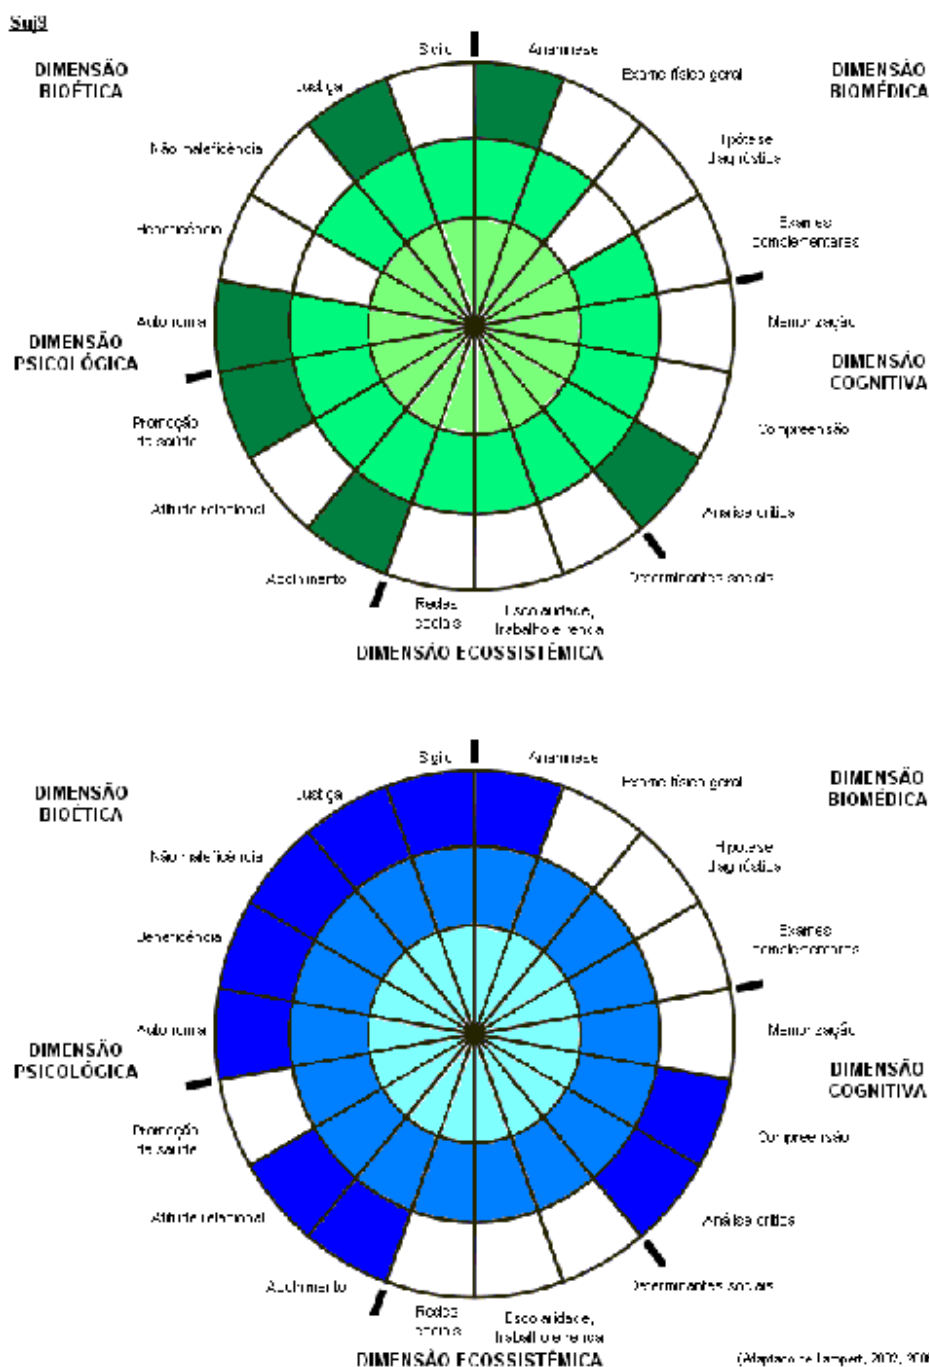 Suj9
Sigilo
Anamnese
DIMENSÃO
BIOÉTICA
Justiça
Exame físico geral
DIMENSÃO
BIOMÉDICA
Não maleficência
Hipótese
diagnóstica
Beneficência
Exames
complementares
Autonomia
Memorização
DIMENSÃO
PSICOLÓGICA
DIMENSÃO
COGNITIVA
Promoção
da saúde
Compreensão
Atitude relacional
Análise crítica
Acolhimento
Determinantes sociais
Redes
sociais
Escolaridade,
trabalho e renda
DIMENSÃO ECOSSISTÊMICA
Sigilo
Anamnese
DIMENSÃO
BIOÉTICA
Justiça
Exame físico geral
DIMENSÃO
BIOMÉDICA
Não maleficência
Hipótese
diagnóstica
Beneficência
Exames
complementares
Autonomia
Memorização
DIMENSÃO
PSICOLÓGICA
DIMENSÃO
COGNITIVA
Promoção
da saúde
Compreensão
Atitude relacional
Análise crítica
Acolhimento
Determinantes sociais
Redes
sociais
Escolaridade,
trabalho e renda
DIMENSÃO ECOSSISTÊMICA
(Adaptado de Lampert, 2002,